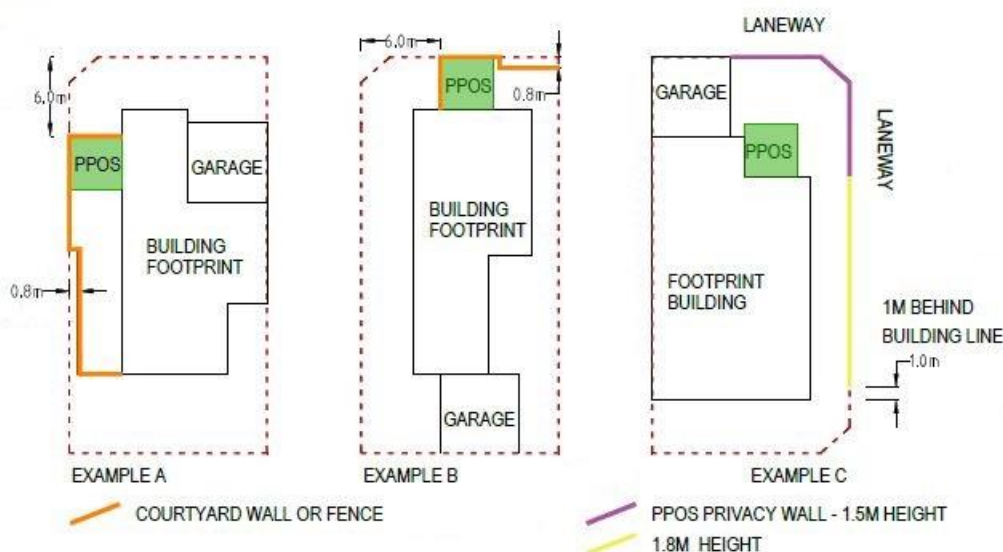 6.0m
PPOS
GARAGE
BUILDING
FOOTPRINT
0.8m
EXAMPLE A
6.0m
PPOS
0.8m
BUILDING
FOOTPRINT
GARAGE
EXAMPLE B
LANEWAY
GARAGE
PPOS
LANEWAY
FOOTPRINT
BUILDING
1M BEHIND
BUILDING LINE
1.0m
EXAMPLE C
COURTYARD WALL OR FENCE
PPOS PRIVACY WALL - 1.5M HEIGHT
1.8M HEIGHT